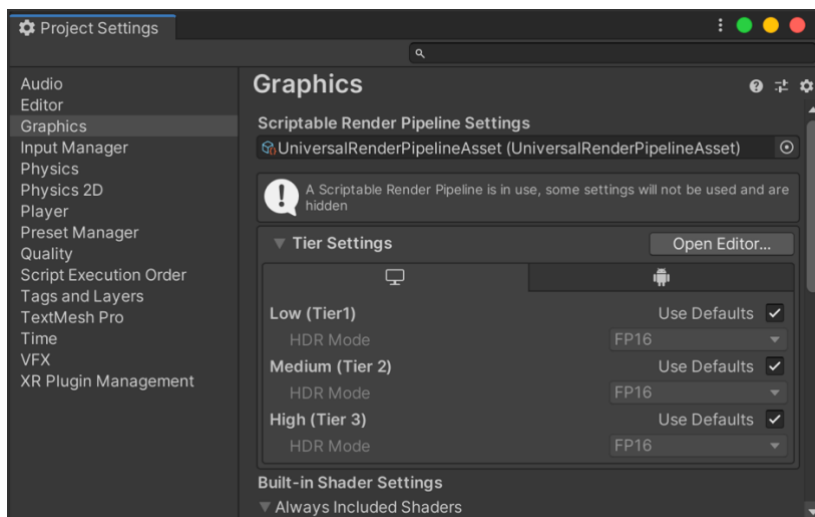 Project Settings
Audio
Editor
Graphics
Input Manager
Physics
Physics 2D
Player
Preset Manager
Quality
Script Execution Order
Tags and Layers
TextMesh Pro
Time
VFX
XR Plugin Management
Graphics
Scriptable Render Pipeline Settings
UniversalRenderPipelineAsset (UniversalRenderPipelineAsset)
A Scriptable Render Pipeline is in use, some settings will not be used and are
hidden
Tier Settings
Open Editor...
Low (Tier1) Use Defaults
HDR Mode FP16
Medium (Tier 2) Use Defaults
HDR Mode FP16
High (Tier 3) Use Defaults
HDR Mode FP16
Built-in Shader Settings
Always Included Shaders